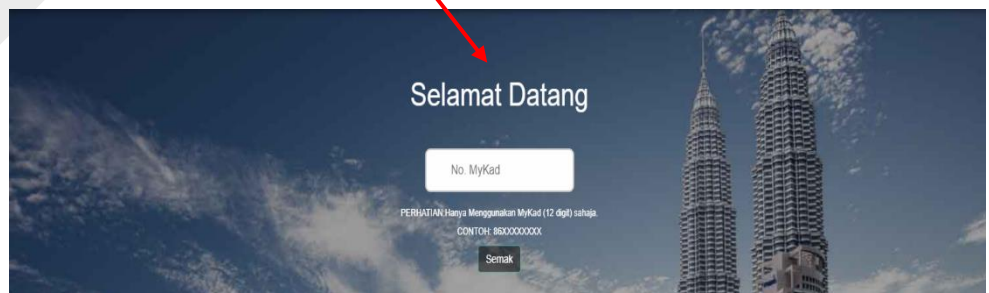 Selamat Datang
No. MyKad
PERHATIAN:Hanya Menggunakan MyKad (12 digit) sahaja.
CONTOH: 86XXXXXXXX
Semak